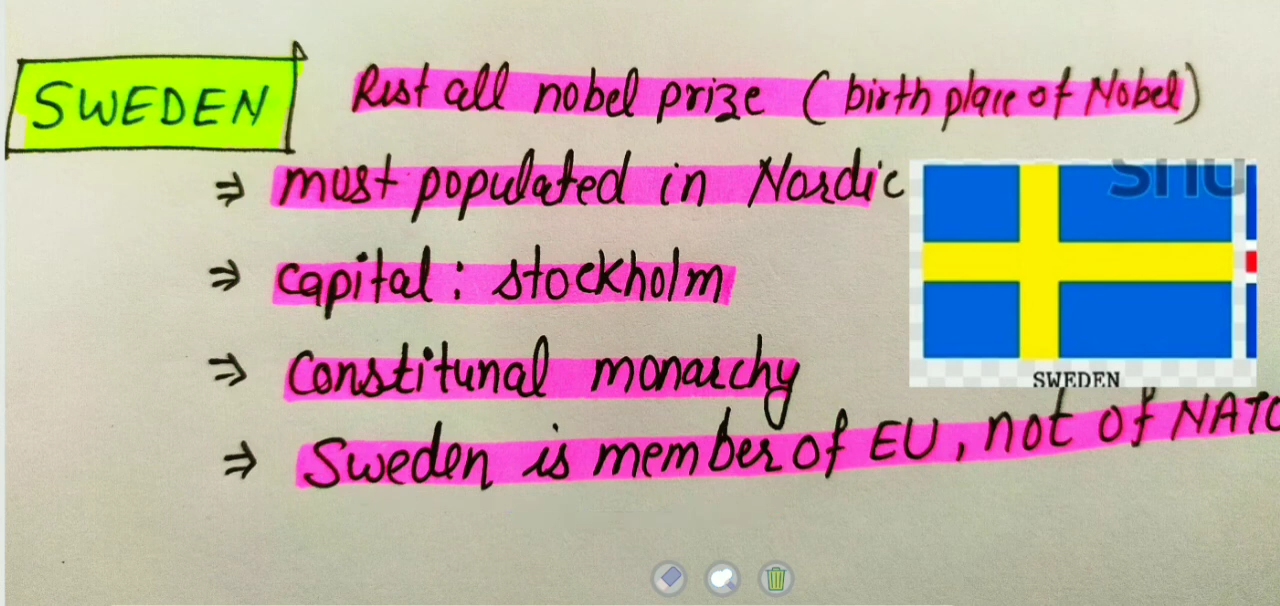 SWEDEN
Rest all nobel prize (birth place of Nobel)
⇒ most populated in Nordic
⇒ capital: stockholm
⇒ Constitunal monarchy
⇒ Sweden is member of EU, not of NATO
SWEDEN